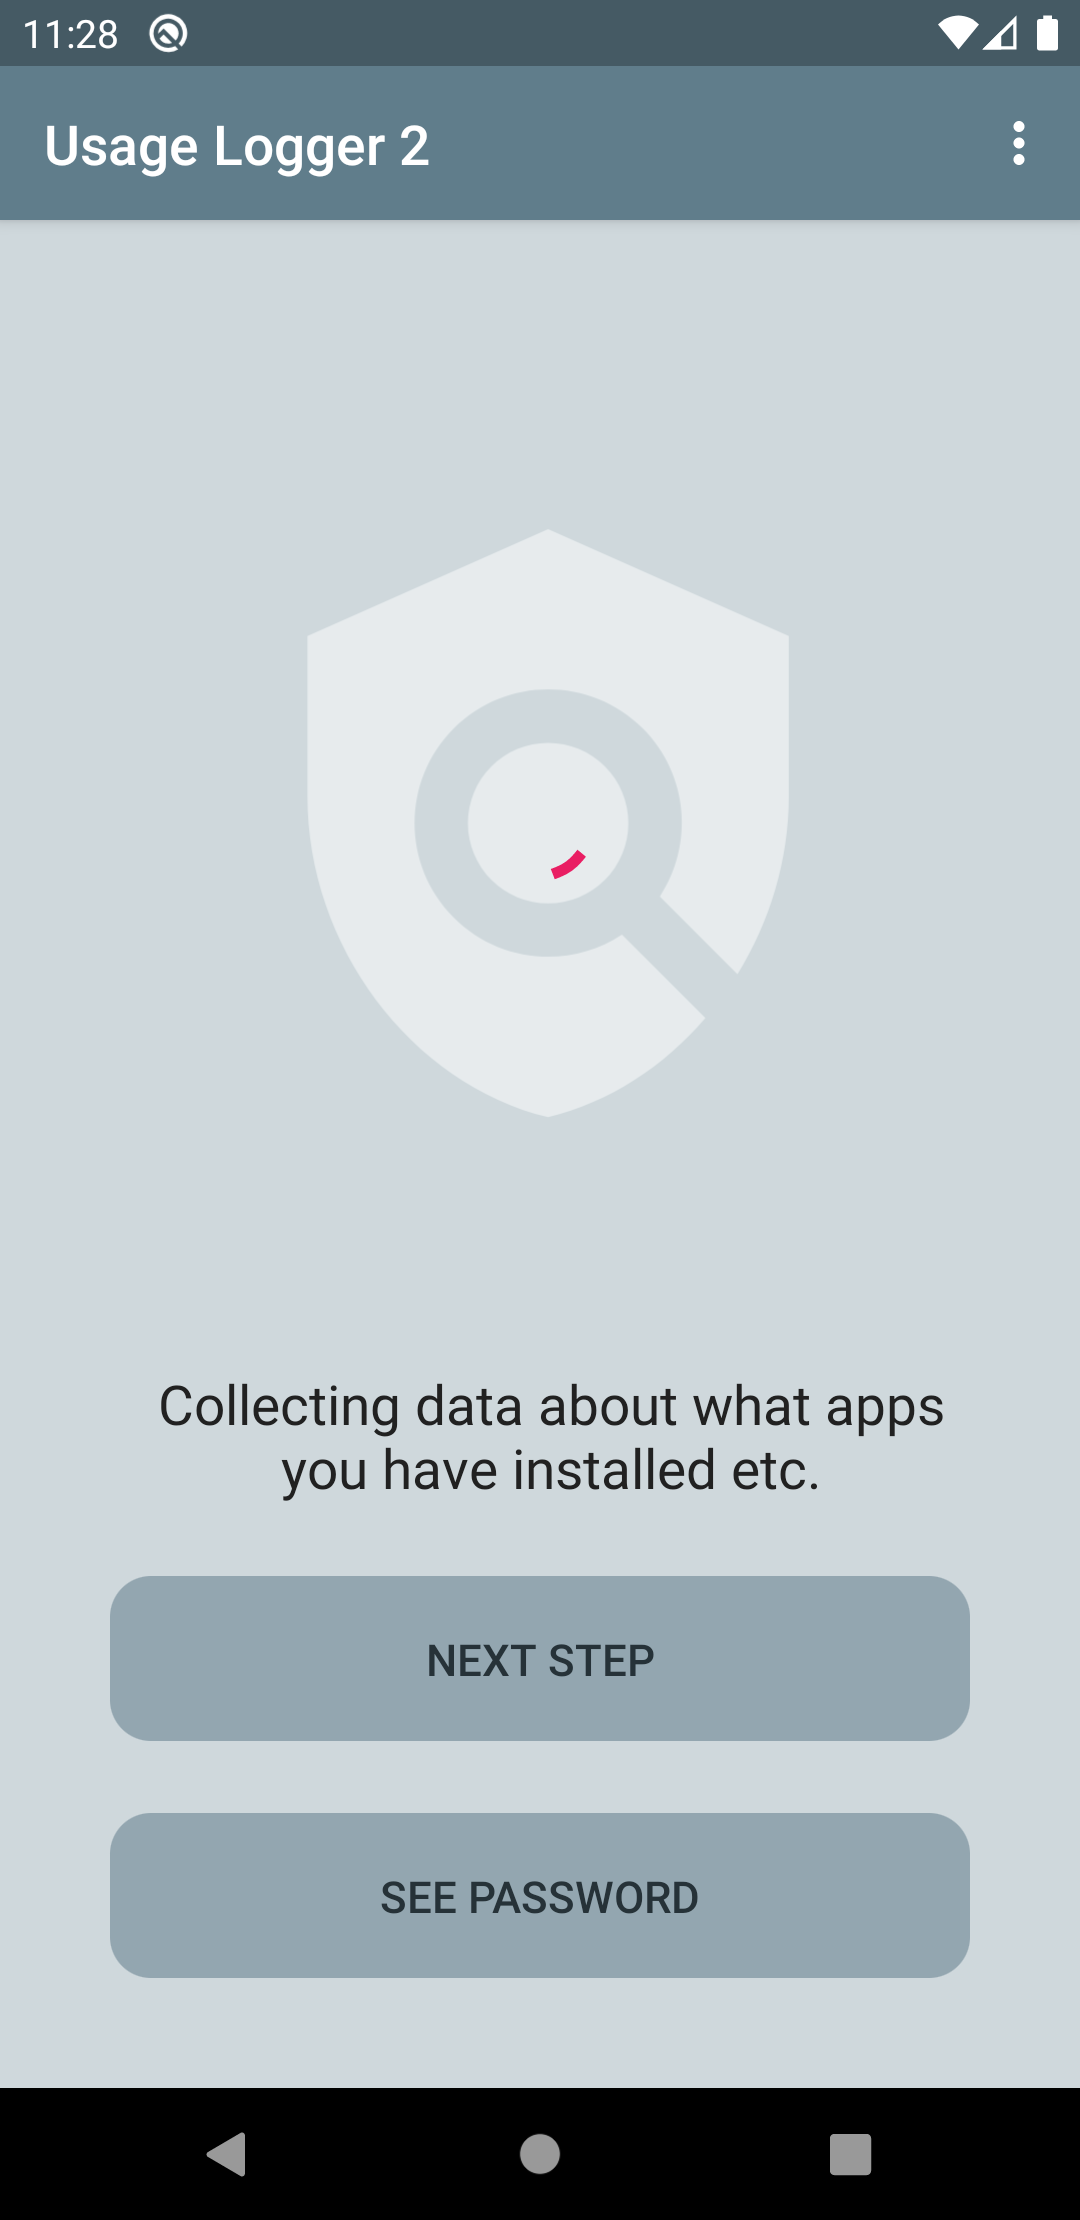 11:28
Usage Logger 2
Collecting data about what apps
you have installed etc.
NEXT STEP
SEE PASSWORD